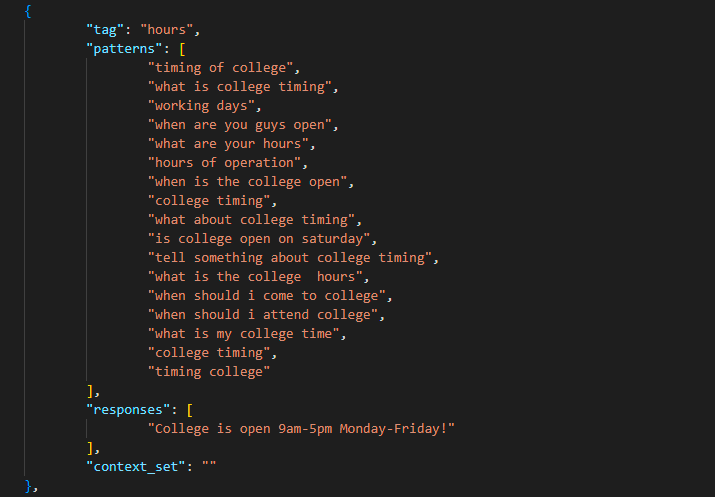 {
"tag": "hours",
"patterns": [
"timing of college",
"what is college timing",
"working days",
"when are you guys open",
"what are your hours",
"hours of operation",
"when is the college open",
"college timing",
"what about college timing",
"is college open on saturday",
"tell something about college timing",
"what is the college  hours",
"when should i come to college",
"when should i attend college",
"what is my college time",
"college timing",
"timing college"
],
"responses": [
"College is open 9am-5pm Monday-Friday!"
],
"context_set": ""
},